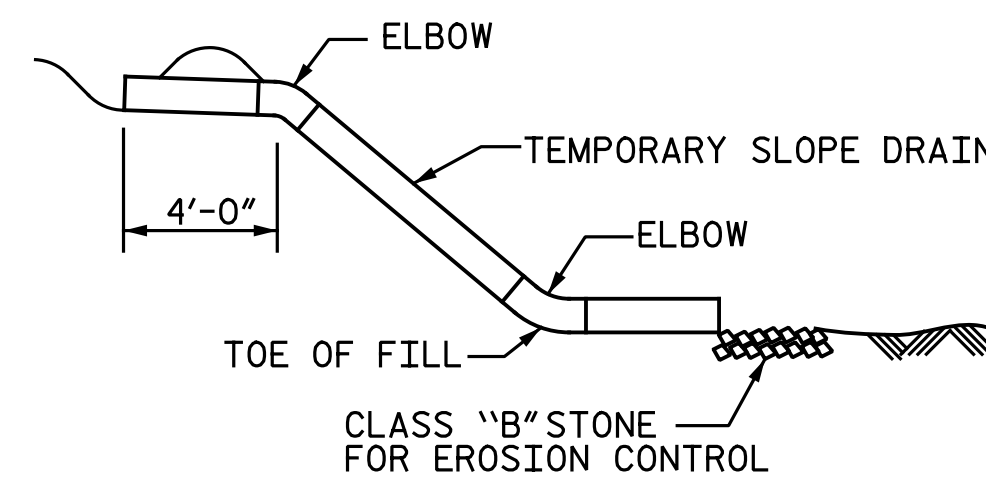 ELBOW
TEMPORARY SLOPE DRAIN
4'-0"
ELBOW
TOE OF FILL
CLASS "B" STONE
FOR EROSION CONTROL